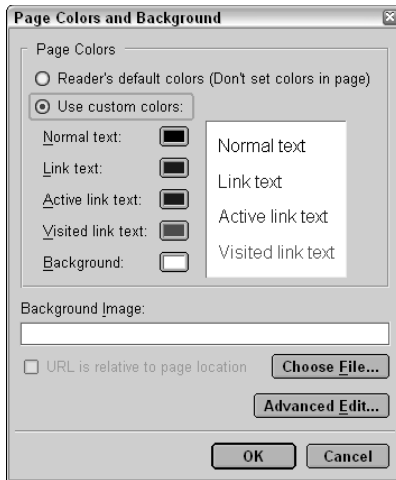 Page Colors and Background
Page Colors
Reader's default colors (Don't set colors in page)
Use custom colors:
Normal text:
Link text:
Active link text:
Visited link text:
Background:
Normal text
Link text
Active link text
Visited link text
Background Image:
URL is relative to page location
Choose File...
Advanced Edit...
OK Cancel